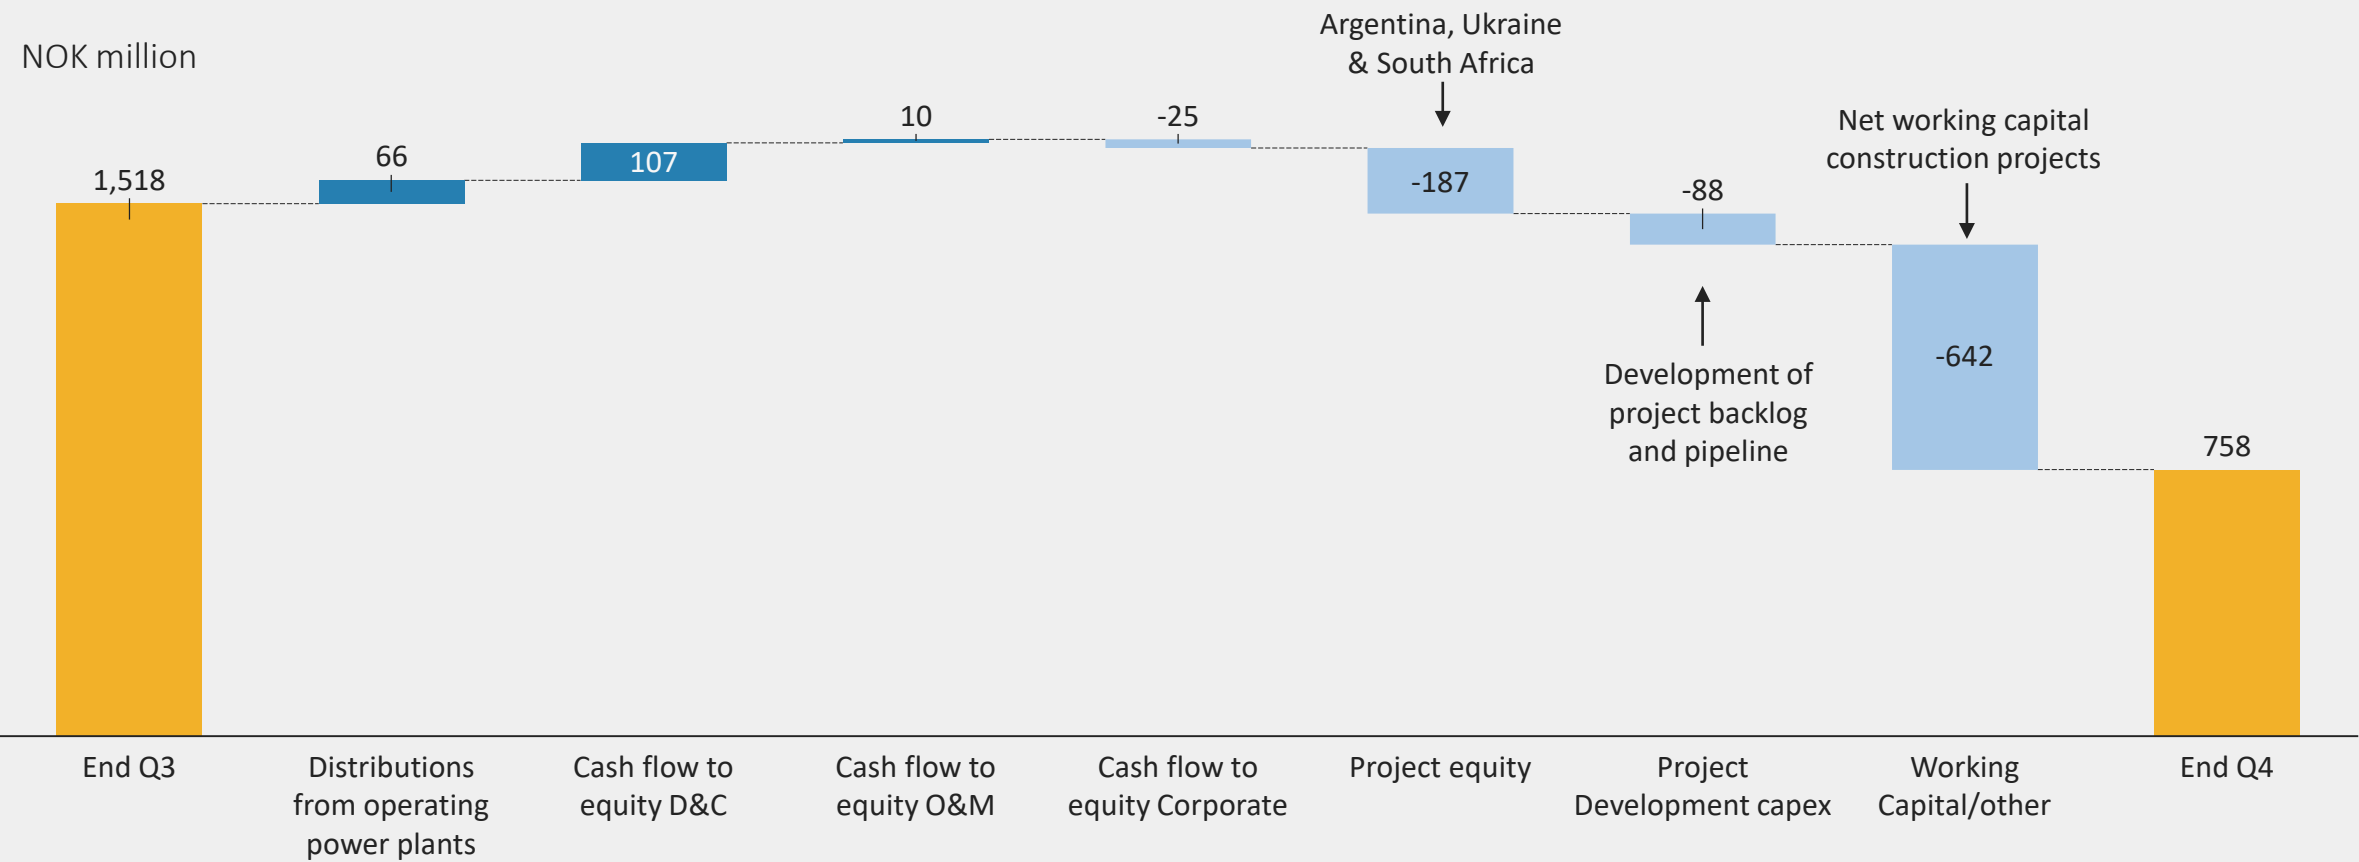 NOK million
Argentina, Ukraine
& South Africa
Net working capital
construction projects
1,518
66
107
10
-25
-187
-88
-642
758
Development of
project backlog
and pipeline
End Q3
Distributions
from operating
power plants
Cash flow to
equity D&C
Cash flow to
equity O&M
Cash flow to
equity Corporate
Project equity
Project
Development capex
Working
Capital/other
End Q4